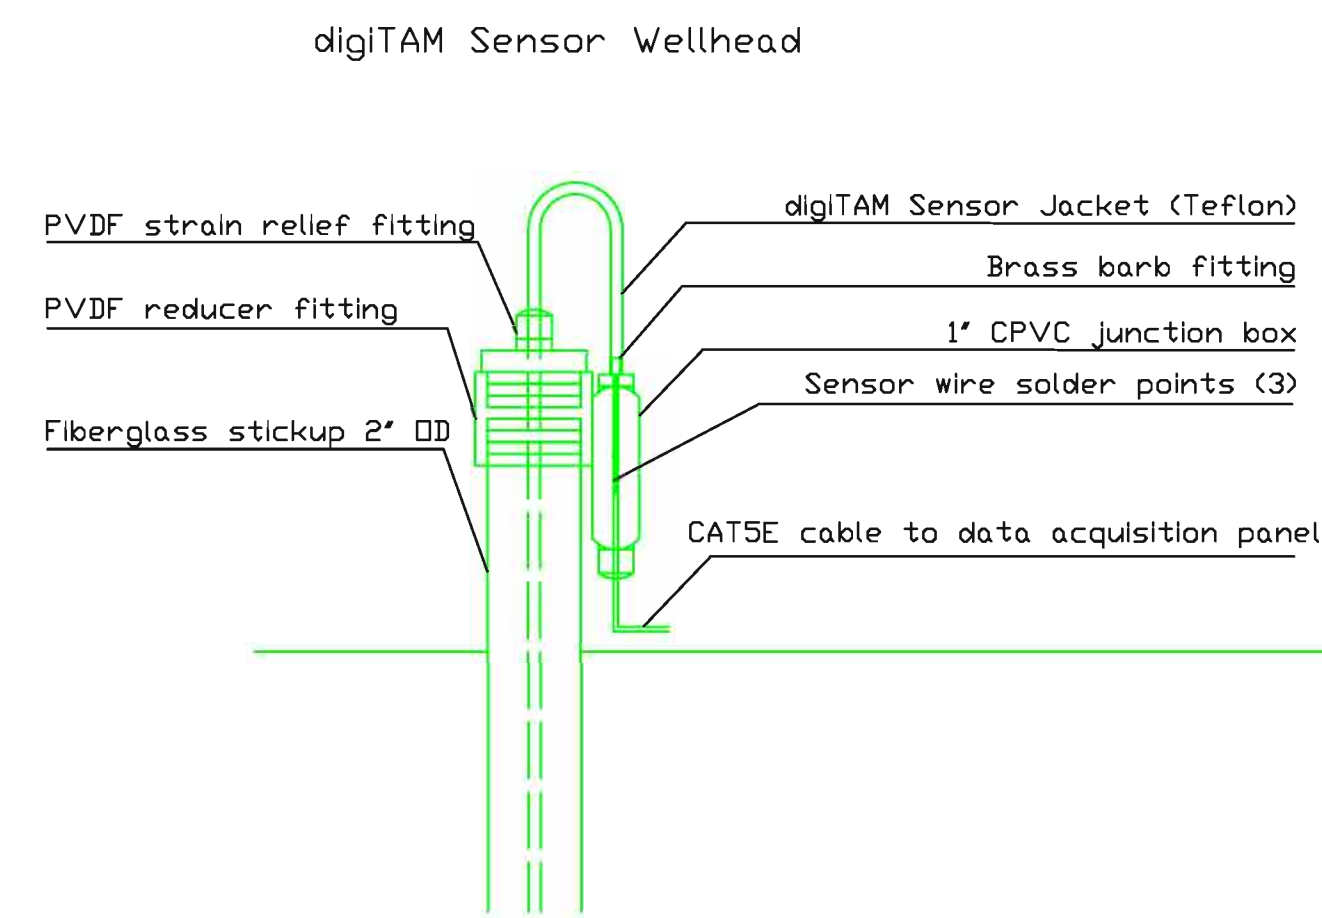 digiTAM Sensor Wellhead
PVDF strain relief fitting
PVDF reducer fitting
Fiberglass stickup 2" OD
digiTAM Sensor Jacket (Teflon)
Brass barb fitting
1" CPVC junction box
Sensor wire solder points (3)
CAT5E cable to data acquisition panel